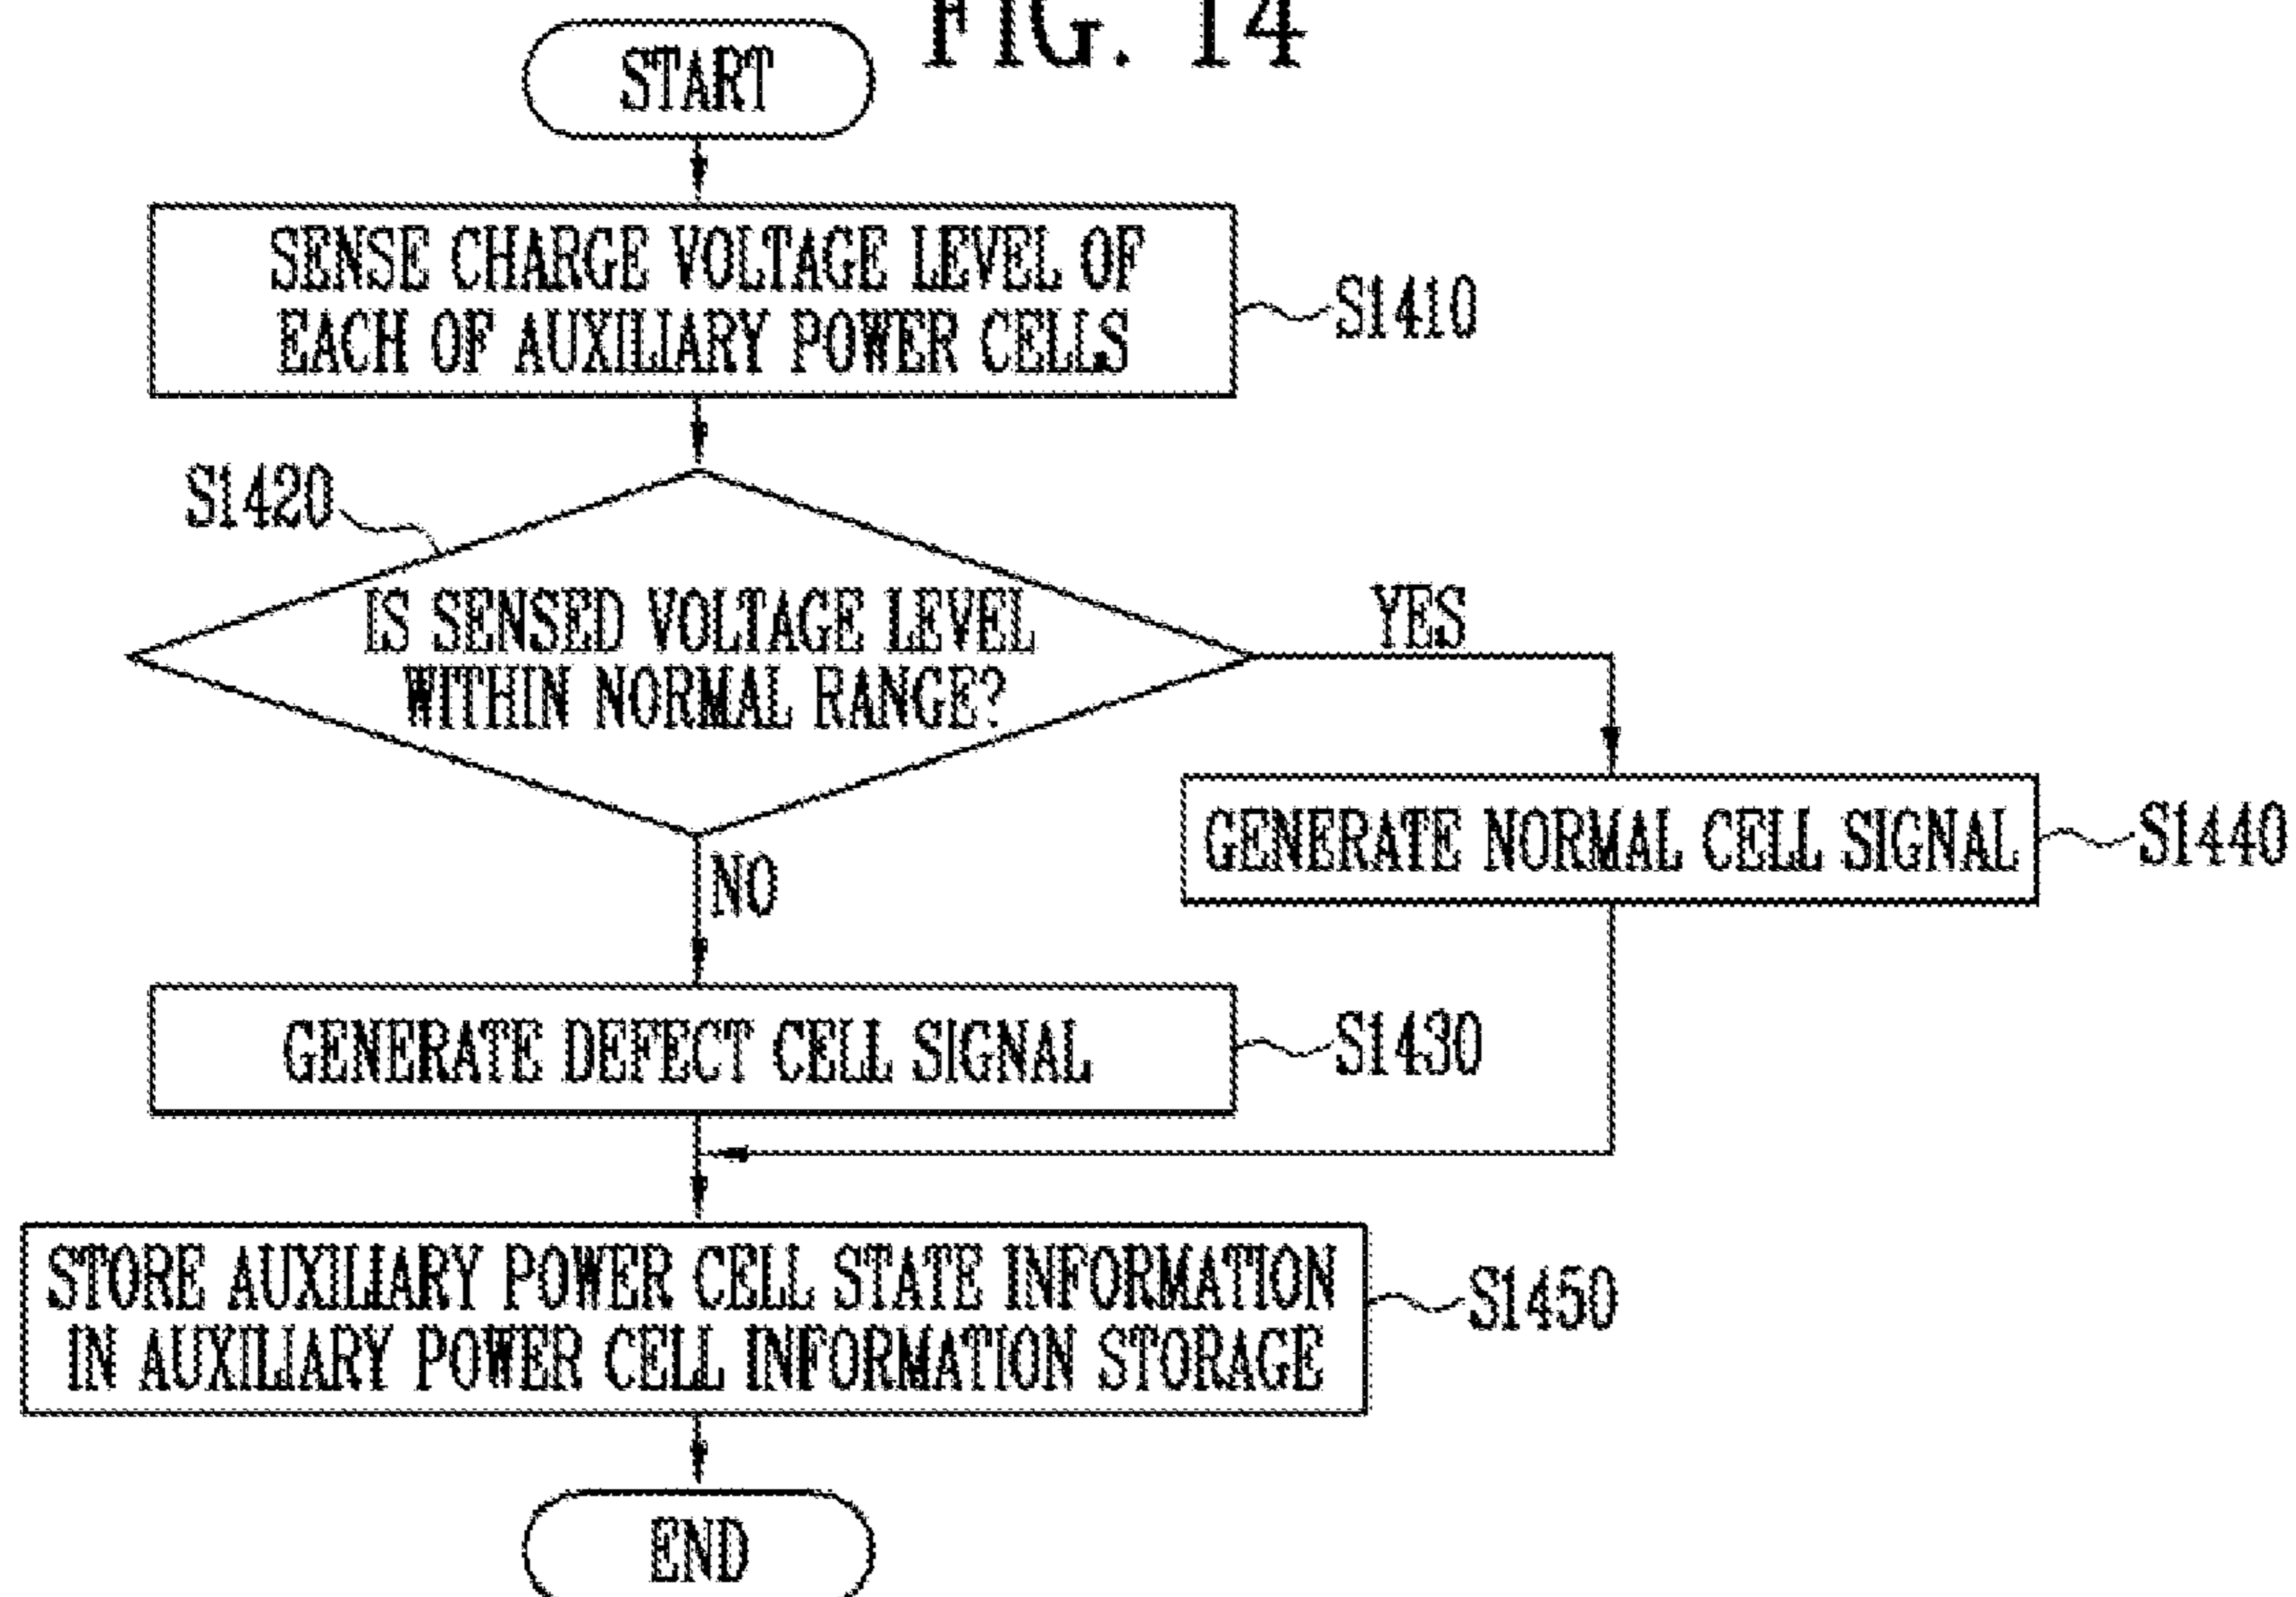 FIG. 14
START
SENSE CHARGE VOLTAGE LEVEL OF
EACH OF AUXILIARY POWER CELLS
S1410
S1420
IS SENSED VOLTAGE LEVEL
WITHIN NORMAL RANGE?
YES
NO
GENERATE NORMAL CELL SIGNAL
S1440
GENERATE DEFECT CELL SIGNAL
S1430
STORE AUXILIARY POWER CELL STATE INFORMATION
IN AUXILIARY POWER CELL INFORMATION STORAGE
S1450
END